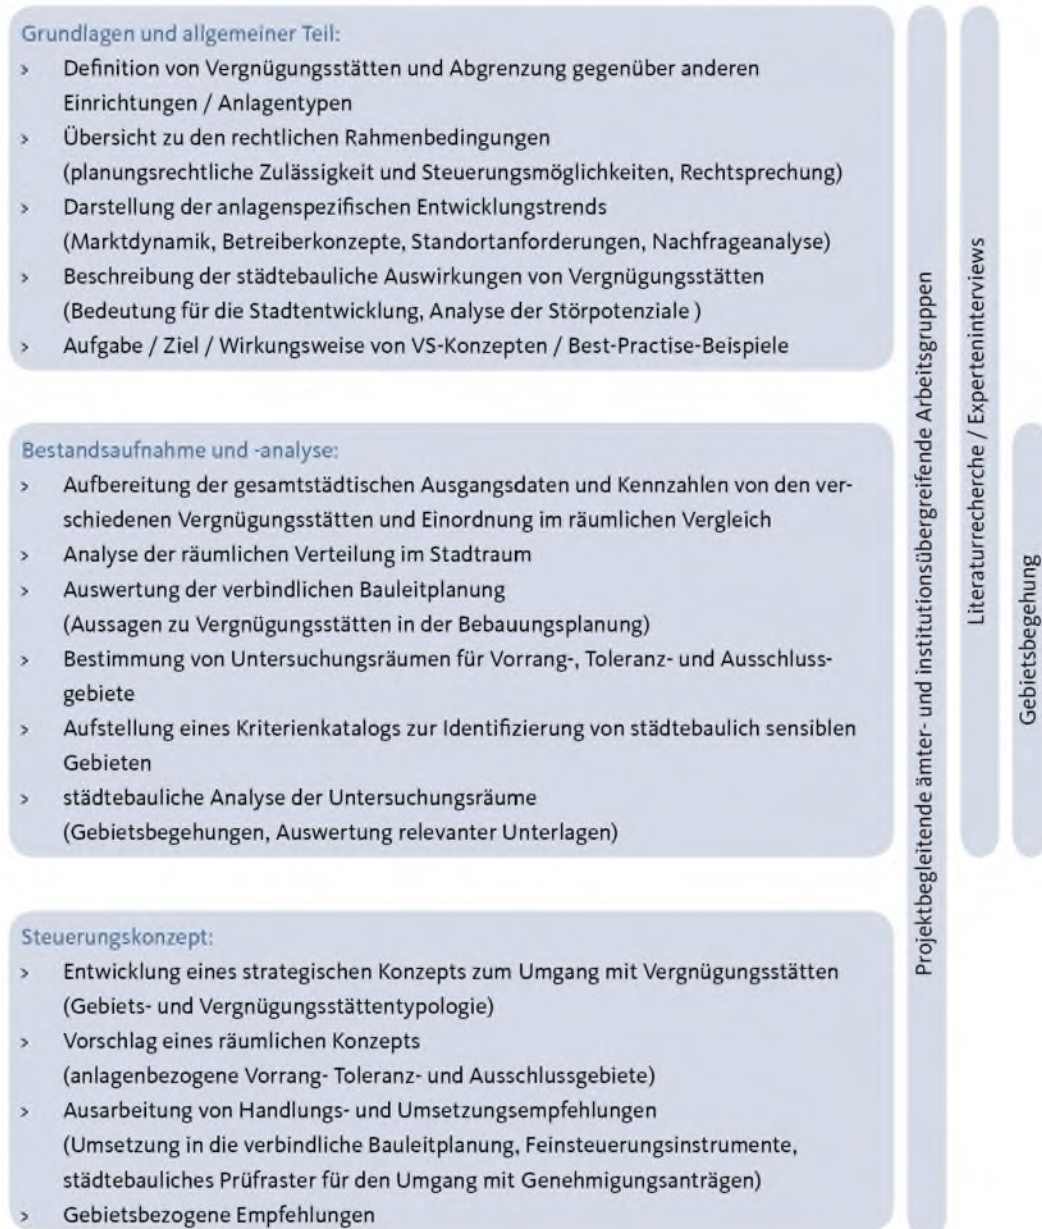 Grundlagen und allgemeiner Teil:
> Definition von Vergnügungsstätten und Abgrenzung gegenüber anderen
Einrichtungen / Anlagentypen
> Übersicht zu den rechtlichen Rahmenbedingungen
(planungsrechtliche Zulässigkeit und Steuerungsmöglichkeiten, Rechtsprechung)
> Darstellung der anlagenspezifischen Entwicklungstrends
(Marktdynamik, Betreiberkonzepte, Standortanforderungen, Nachfrageanalyse)
> Beschreibung der städtebauliche Auswirkungen von Vergnügungsstätten
(Bedeutung für die Stadtentwicklung, Analyse der Störpotenziale )
> Aufgabe / Ziel / Wirkungsweise von VS-Konzepten / Best-Practise-Beispiele
Bestandsaufnahme und -analyse:
> Aufbereitung der gesamtstädtischen Ausgangsdaten und Kennzahlen von den ver-
schiedenen Vergnügungsstätten und Einordnung im räumlichen Vergleich
> Analyse der räumlichen Verteilung im Stadtraum
> Auswertung der verbindlichen Bauleitplanung
(Aussagen zu Vergnügungsstätten in der Bebauungsplanung)
> Bestimmung von Untersuchungsräumen für Vorrang-, Toleranz- und Ausschluss-
gebiete
> Aufstellung eines Kriterienkatalogs zur Identifizierung von städtebaulich sensiblen
Gebieten
> städtebauliche Analyse der Untersuchungsräume
(Gebietsbegehungen, Auswertung relevanter Unterlagen)
Steuerungskonzept:
> Entwicklung eines strategischen Konzepts zum Umgang mit Vergnügungsstätten
(Gebiets- und Vergnügungsstättentypologie)
> Vorschlag eines räumlichen Konzepts
(anlagenbezogene Vorrang- Toleranz- und Ausschlussgebiete)
> Ausarbeitung von Handlungs- und Umsetzungsempfehlungen
(Umsetzung in die verbindliche Bauleitplanung, Feinsteuerungsinstrumente,
städtebauliches Prüfraster für den Umgang mit Genehmigungsanträgen)
> Gebietsbezogene Empfehlungen
Projektbegleitende ämter- und institutionsübergreifende Arbeitsgruppen
Literaturrecherche / Experteninterviews
Gebietsbegehung